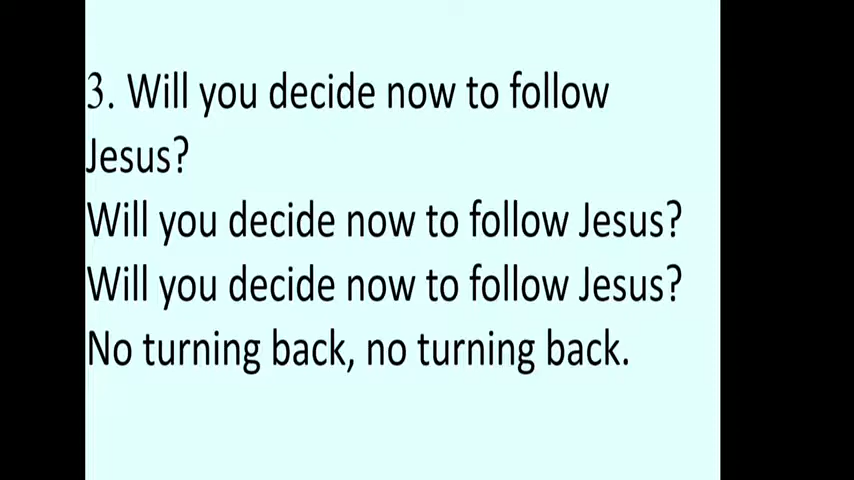 3. Will you decide now to follow
Jesus?
Will you decide now to follow Jesus?
Will you decide now to follow Jesus?
No turning back, no turning back.